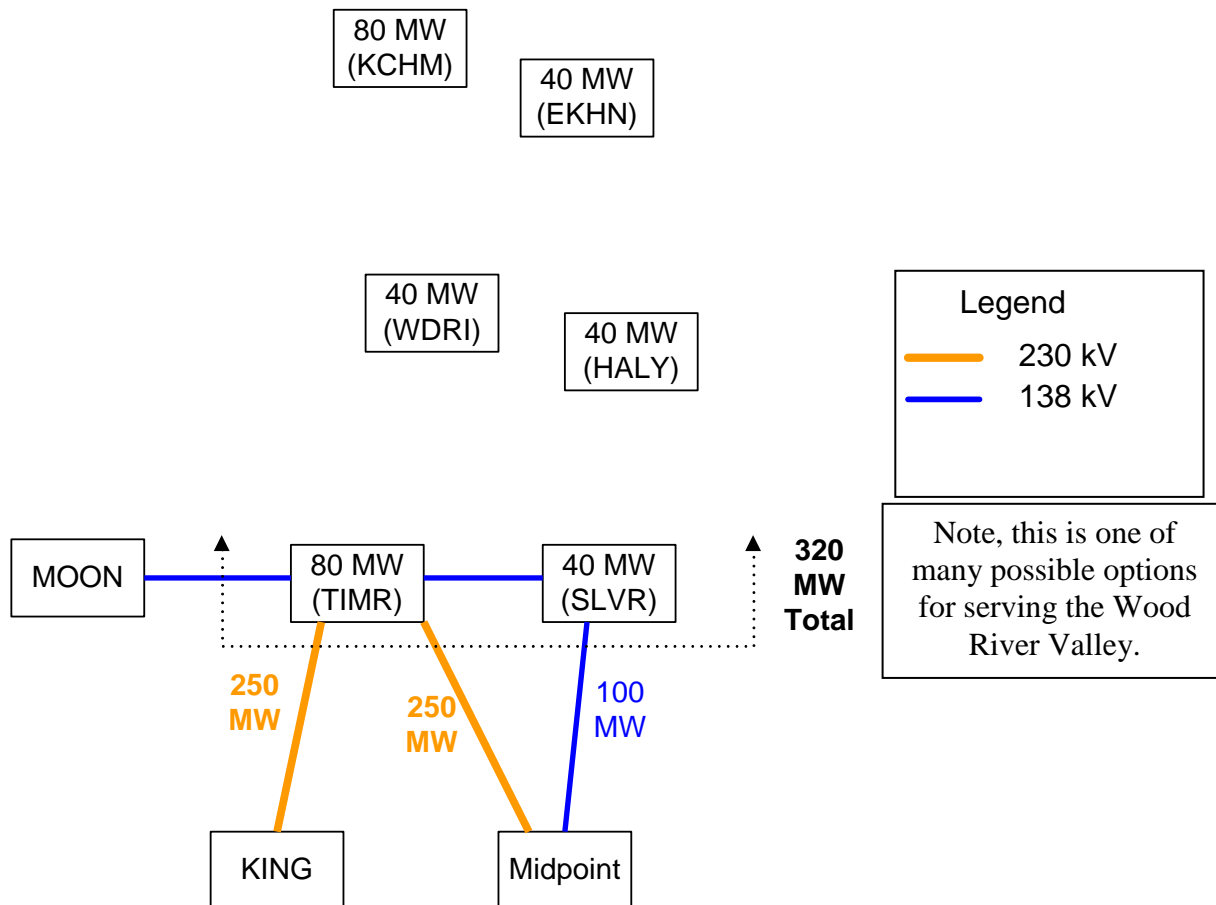 80 MW
(KCHM)
40 MW
(EKHN)
40 MW
(WDRI)
40 MW
(HALY)
Legend
230 kV
138 kV
MOON
80 MW
(TIMR)
40 MW
(SLVR)
320
MW
Total
Note, this is one of
many possible options
for serving the Wood
River Valley.
250
MW
250
MW
100
MW
KING
Midpoint